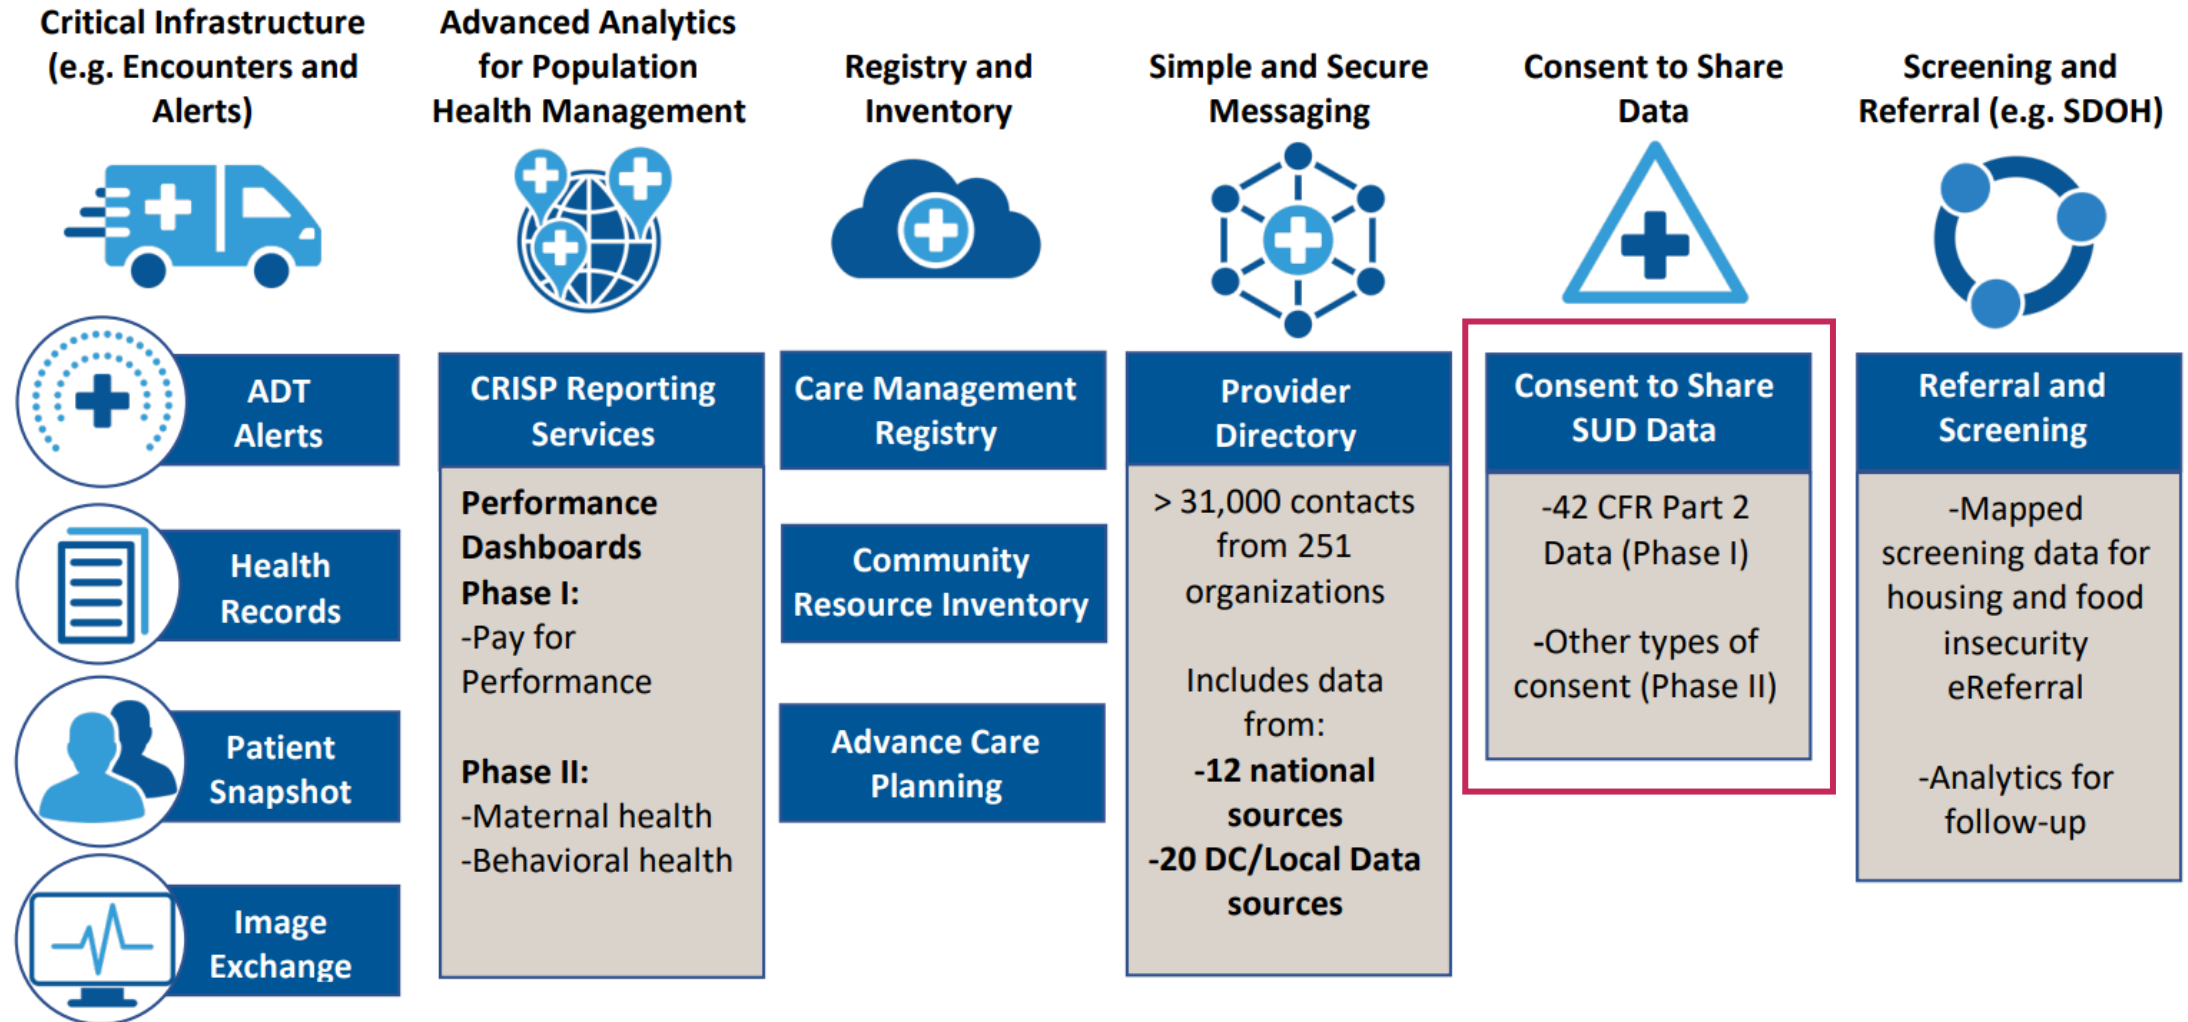 Critical Infrastructure
(e.g. Encounters and
Alerts)
ADT
Alerts
Health
Records
Patient
Snapshot
Image
Exchange
Advanced Analytics
for Population
Health Management
CRISP Reporting
Services
Performance
Dashboards
Phase I:
-Pay for
Performance
Phase II:
-Maternal health
-Behavioral health
Registry and
Inventory
Care Management
Registry
Community
Resource Inventory
Advance Care
Planning
Simple and Secure
Messaging
Provider
Directory
> 31,000 contacts
from 251
organizations
Includes data
from:
-12 national
sources
-20 DC/Local Data
sources
Consent to Share
Data
Consent to Share
SUD Data
-42 CFR Part 2
Data (Phase I)
-Other types of
consent (Phase II)
Screening and
Referral (e.g. SDOH)
Referral and
Screening
-Mapped
screening data for
housing and food
insecurity
eReferral
-Analytics for
follow-up